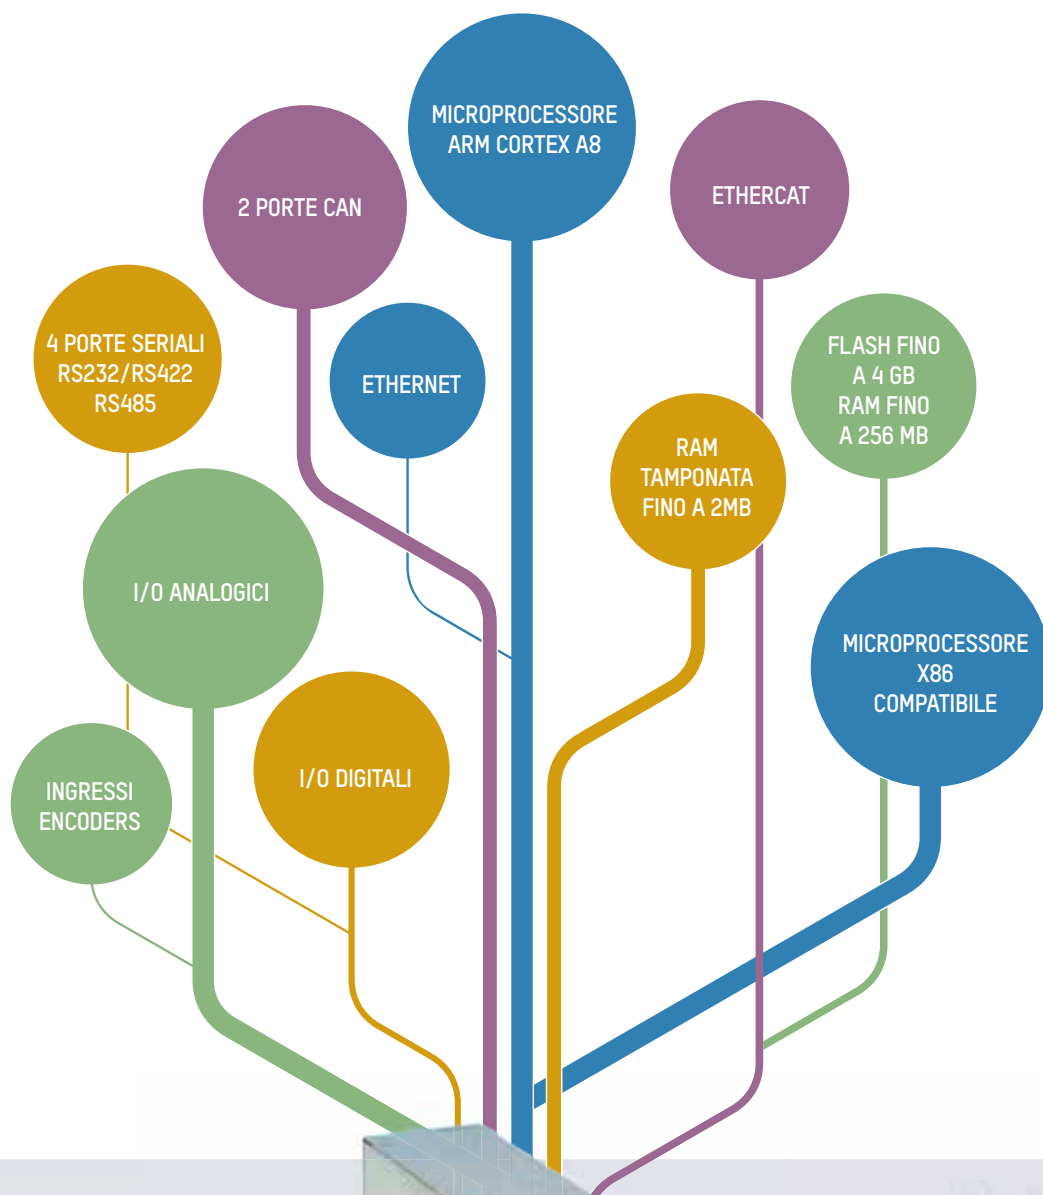 MICROPROCESSORE
ARM CORTEX A8
2 PORTE CAN
ETHERCAT
4 PORTE SERIALI
RS232/RS422
RS485
ETHERNET
FLASH FINO
A 4 GB
RAM FINO
A 256 MB
RAM
TAMPONATA
FINO A 2MB
I/O ANALOGICI
MICROPROCESSORE
X86
COMPATIBILE
I/O DIGITALI
INGRESSI
ENCODERS